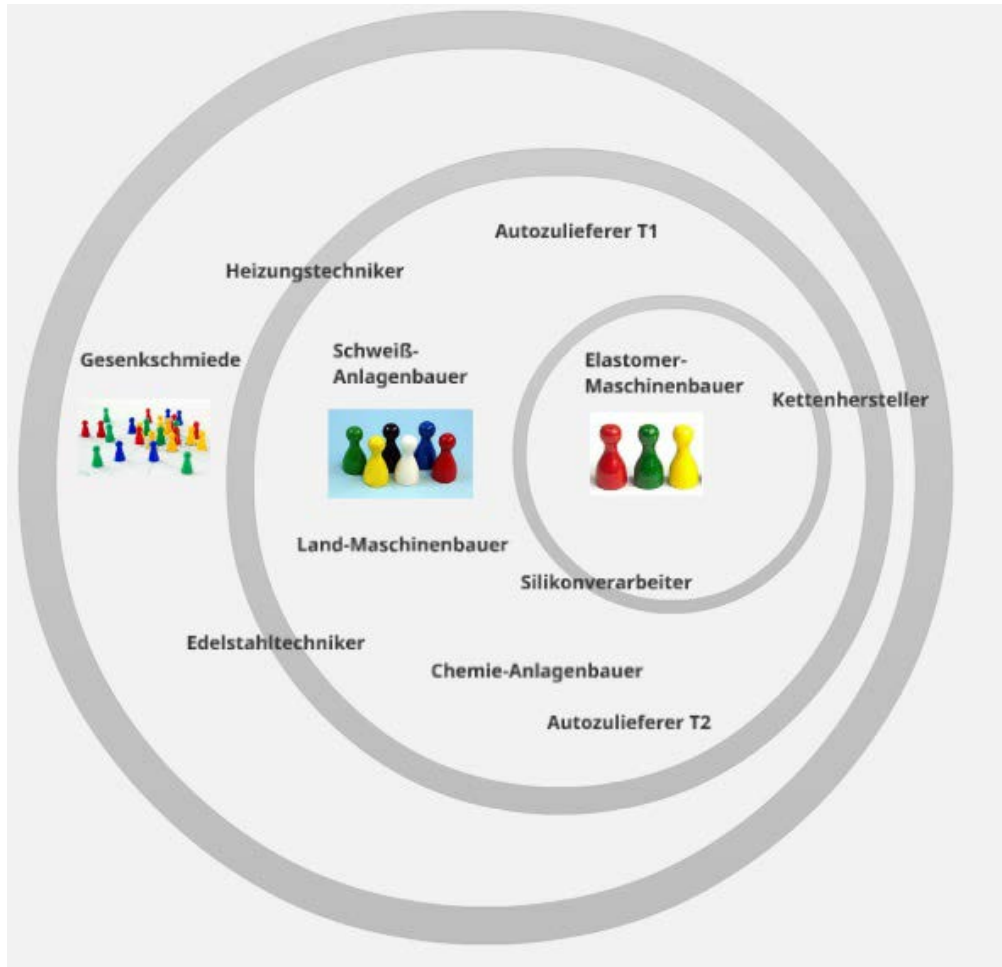 Autozulieferer T1
Heizungstechniker
Gesenkschmiede
Schweiß-
Anlagenbauer
Elastomer-
Maschinenbauer
Kettenhersteller
Land-Maschinenbauer
Silikonverarbeiter
Edelstahltechniker
Chemie-Anlagenbauer
Autozulieferer T2